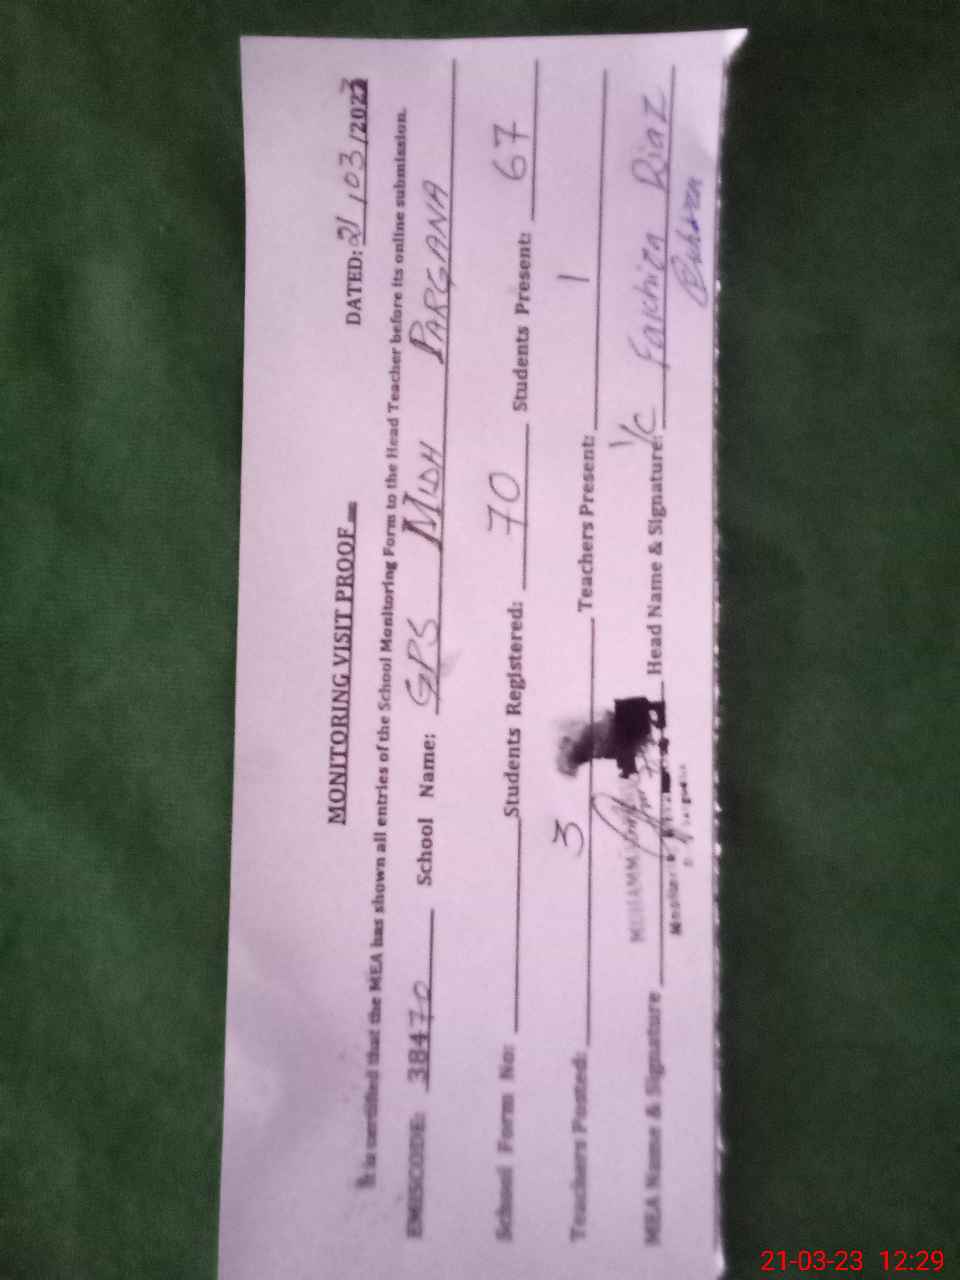 MONITORING VISIT PROOF
DATED: 21/03/2023
It is certified that the MEA has shown all entries of the School Monitoring Form to the Head Teacher before its online submission.
EMISCODE: 38470 School Name: GPS MIDH PARGANA
School Form No: Students Registered: 70 Students Present: 67
Teachers Posted: 3 Teachers Present: 1
MUHAMM
MEA Name & Signature Head Name & Signature: I/C Riaz
21-03-23 12:29